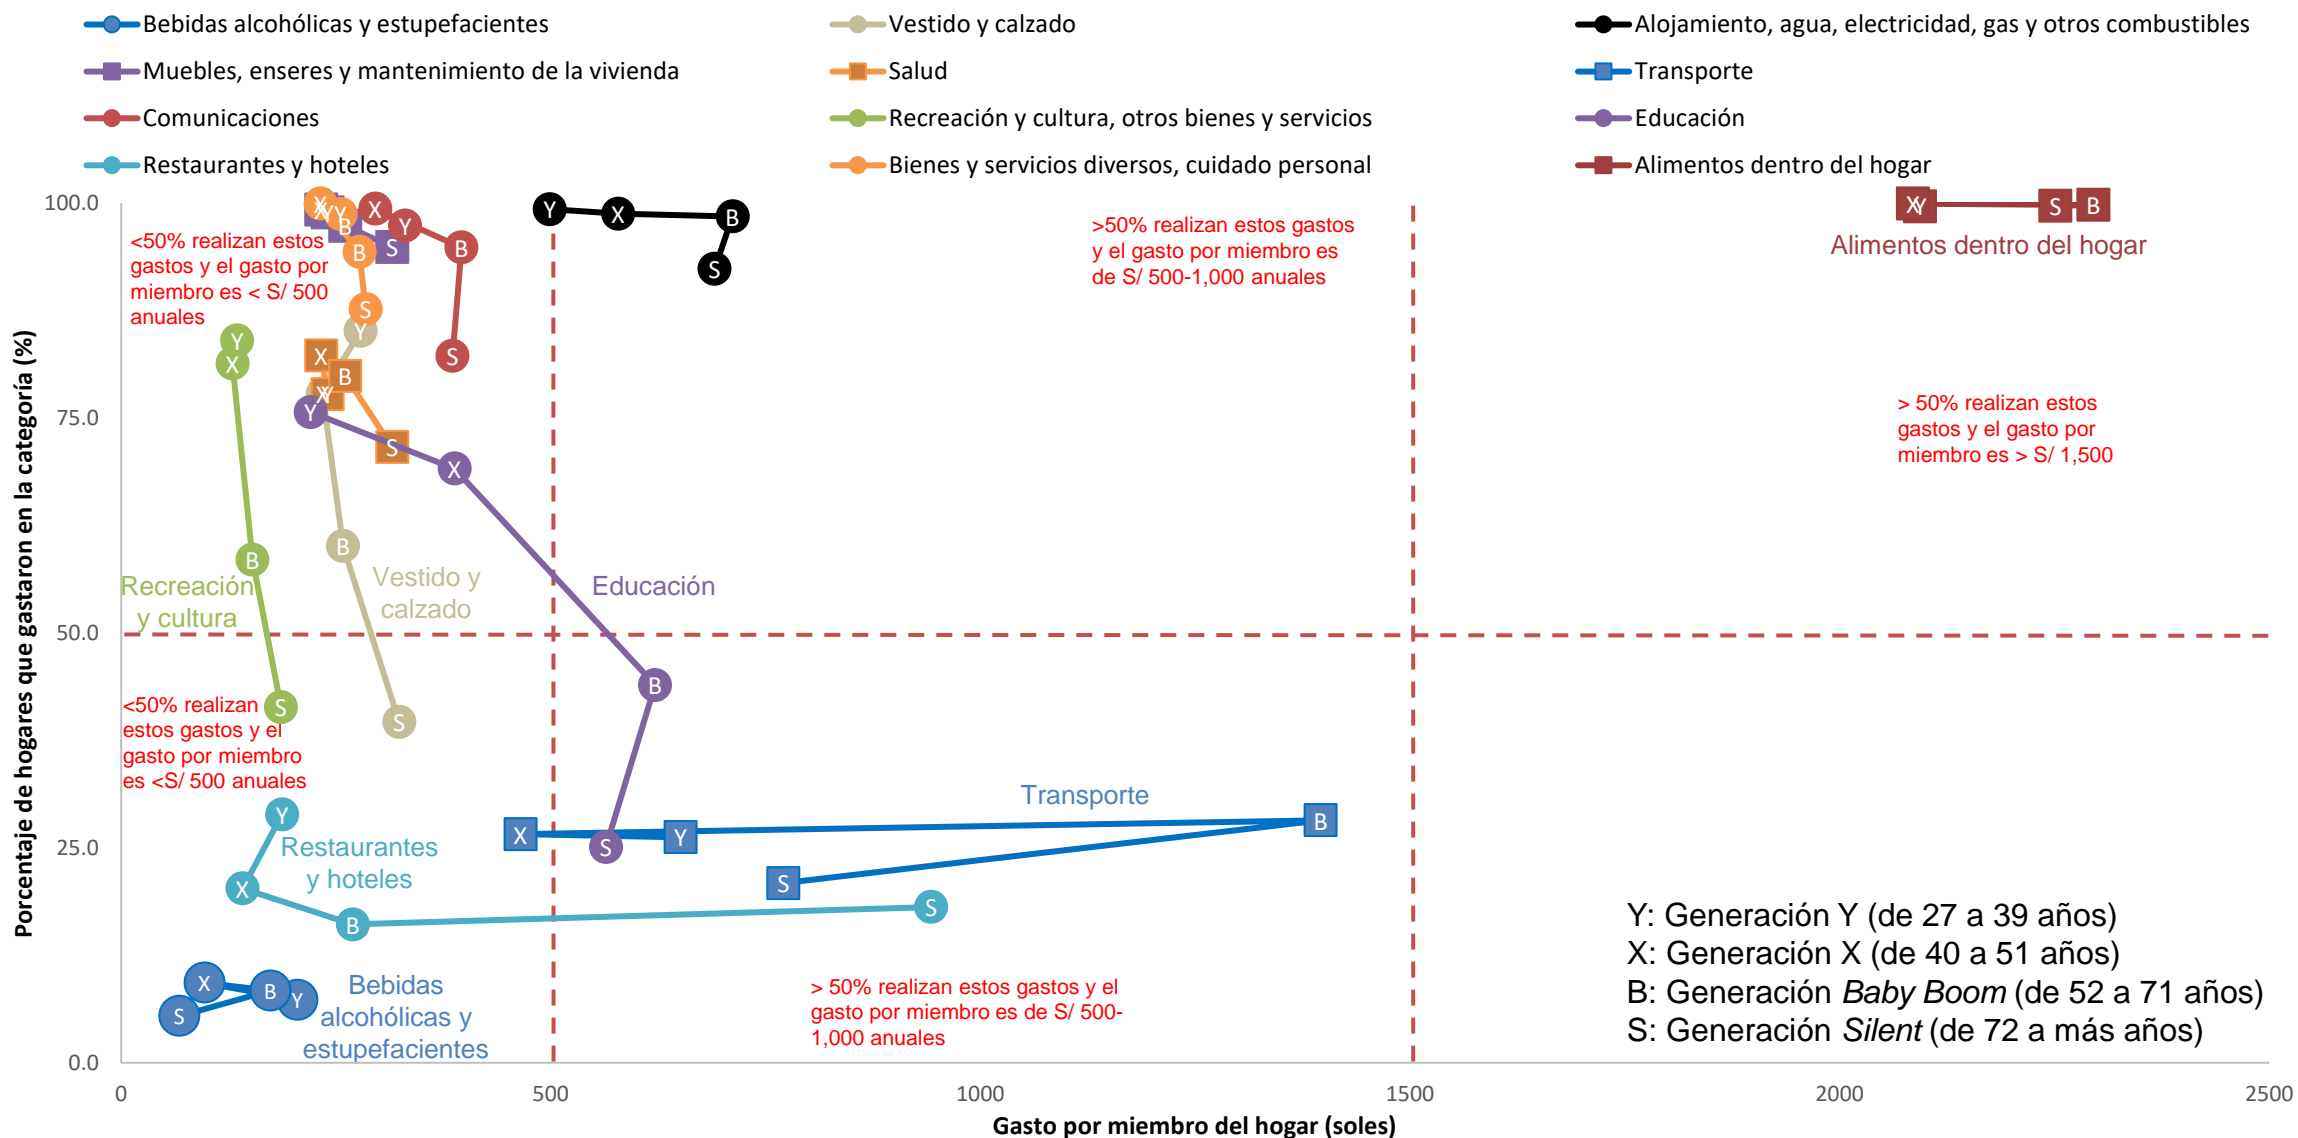 Bebidas alcohólicas y estupefacientes
Vestido y calzado
Alojamiento, agua, electricidad, gas y otros combustibles
Muebles, enseres y mantenimiento de la vivienda
Salud
Transporte
Comunicaciones
Recreación y cultura, otros bienes y servicios
Educación
Restaurantes y hoteles
Bienes y servicios diversos, cuidado personal
Alimentos dentro del hogar
Porcentaje de hogares que gastaron en la categoría (%)
100.0
75.0
50.0
25.0
0.0
<50% realizan estos
gastos y el gasto por
miembro es < S/ 500
anuales
>50% realizan estos gastos
y el gasto por miembro es
de S/ 500-1,000 anuales
Alimentos dentro del hogar
> 50% realizan estos
gastos y el gasto por
miembro es > S/ 1,500
Recreación
y cultura
Vestido y
calzado
Educación
<50% realizan
estos gastos y el
gasto por miembro
es <S/ 500 anuales
Transporte
Restaurantes
y hoteles
Bebidas
alcohólicas y
estupefacientes
> 50% realizan estos gastos y el
gasto por miembro es de S/ 500-
1,000 anuales
Y: Generación Y (de 27 a 39 años)
X: Generación X (de 40 a 51 años)
B: Generación Baby Boom (de 52 a 71 años)
S: Generación Silent (de 72 a más años)
X
Y
B
S
Y
X
B
S
X
Y
B
S
X
Y
B
S
Y
B
S
Y
X
B
S
X
Y
B
S
Y
X
B
S
Y
B
S
X
Y
B
S
Y
X
B
S
X
B
Y
S
0
500
1000
1500
2000
2500
Gasto por miembro del hogar (soles)